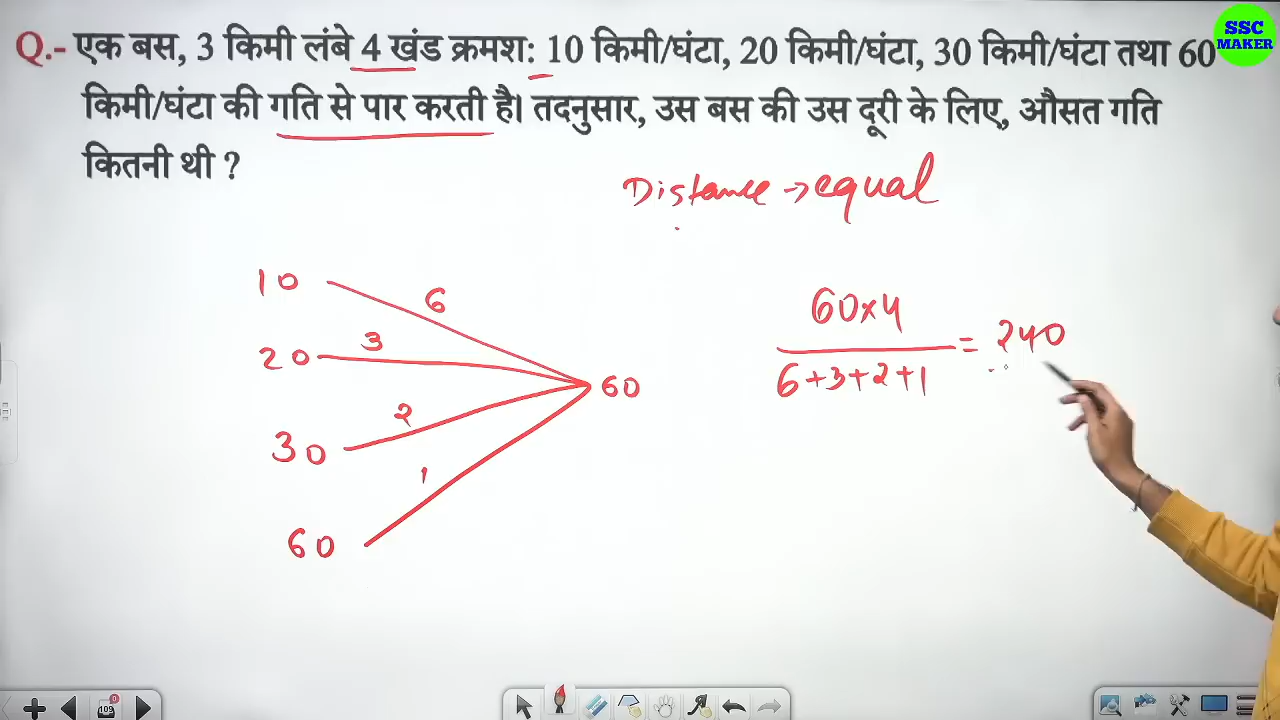 SSC
MAKER
Q.- एक बस, 3 किमी लंबे 4 खंड क्रमश: 10 किमी/घंटा, 20 किमी/घंटा, 30 किमी/घंटा तथा 60
किमी/घंटा की गति से पार करती है। तदनुसार, उस बस की उस दूरी के लिए, औसत गति
कितनी थी ?
Distance → equal
10 6
20 3
60
30 2
60 1
60×4
= 240
6+3+2+1
109
0